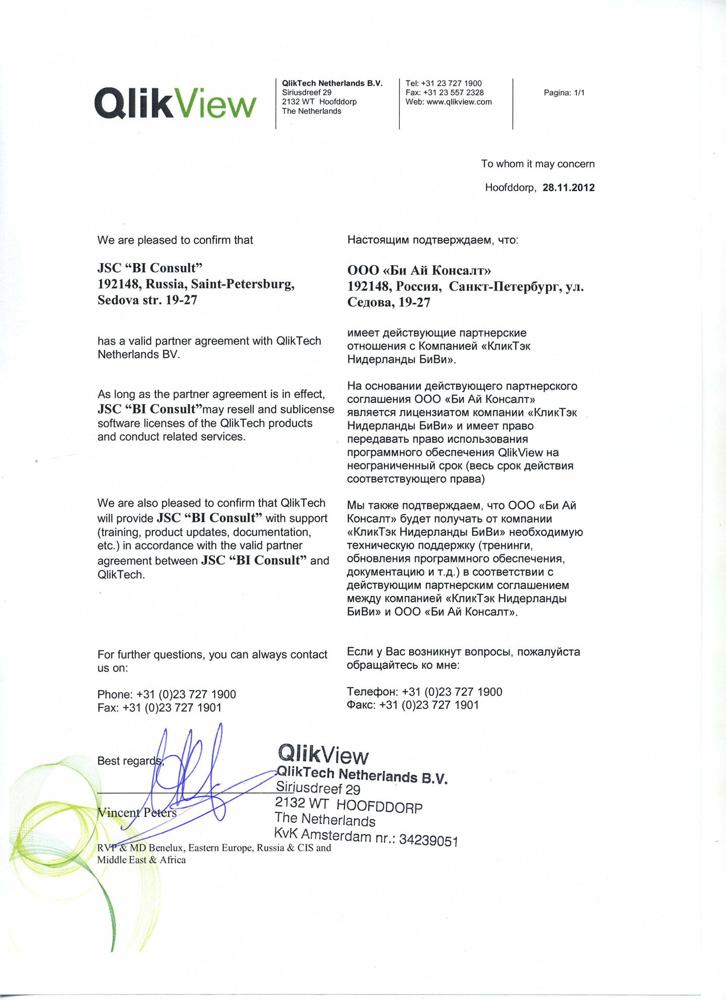 QlikView
QlikTech Netherlands B.V.
Siriusdreef 29
2132 WT  Hoofddorp
The Netherlands
Tel: +31 23 727 1900
Fax: +31 23 557 2328
Web: www.qlikview.com
Pagina: 1/1
To whom it may concern
Hoofddorp,  28.11.2012
We are pleased to confirm that
JSC “BI Consult”
192148, Russia, Saint-Petersburg,
Sedova str. 19-27
has a valid partner agreement with QlikTech
Netherlands BV.
As long as the partner agreement is in effect,
JSC “BI Consult”may resell and sublicense
software licenses of the QlikTech products
and conduct related services.
We are also pleased to confirm that QlikTech
will provide JSC “BI Consult” with support
(training, product updates, documentation,
etc.) in accordance with the valid partner
agreement between JSC “BI Consult” and
QlikTech.
For further questions, you can always contact
us on:
Phone: +31 (0)23 727 1900
Fax: +31 (0)23 727 1901
Настоящим подтверждаем, что:
ООО «Би Ай Консалт»
192148, Россия,  Санкт-Петербург, ул.
Седова, 19-27
имеет действующие партнерские
отношения с Компанией «КликТэк
Нидерланды БиВи».
На основании действующего партнерского
соглашения ООО «Би Ай Консалт»
является лицензиатом компании «КликТэк
Нидерланды БиВи» и имеет право
передавать право использования
программного обеспечения QlikView на
неограниченный срок (весь срок действия
соответствующего права)
Мы также подтверждаем, что ООО «Би Ай
Консалт» будет получать от компании
«КликТэк Нидерланды БиВи» необходимую
техническую поддержку (тренинги,
обновления программного обеспечения,
документацию и т.д.) в соответствии с
действующим партнерским соглашением
между компанией «КликТэк Нидерланды
БиВи» и ООО «Би Ай Консалт».
Если у Вас возникнут вопросы, пожалуйста
обращайтесь ко мне:
Телефон: +31 (0)23 727 1900
Факс: +31 (0)23 727 1901
Best regards,
Vincent Peters
RVP & MD Benelux, Eastern Europe, Russia & CIS and
Middle East & Africa
QlikView
QlikTech Netherlands B.V.
Siriusdreef 29
2132 WT  HOOFDDORP
The Netherlands
KvK Amsterdam nr.: 34239051